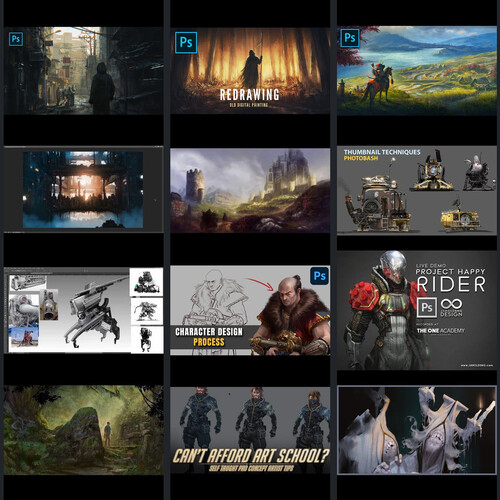 Ps
Ps
REDRAWING
OLD DIGITAL PAINTING
Ps
THUMBNAIL TECHNIQUES
PHOTOBASH
Ps
CHARACTER DESIGN
PROCESS
LIVE DEMO
PROJECT HAPPY
RIDER
Ps
DESIGN
THE ONE ACADEMY
CAN'T AFFORD ART SCHOOL?
SELF TAUGHT PRO CONCEPT ARTIST TIPS